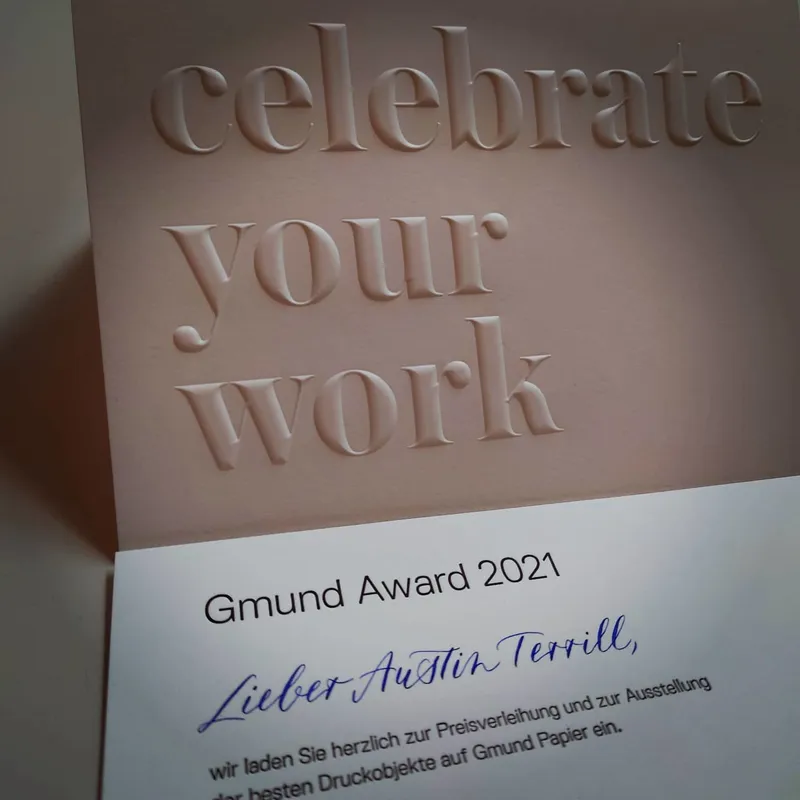 celebrate
your
work
Gmund Award 2021
Lieber Austin Terrill,
wir laden Sie herzlich zur Preisverleihung und zur Ausstellung
der besten Druckobjekte auf Gmund Papier ein.